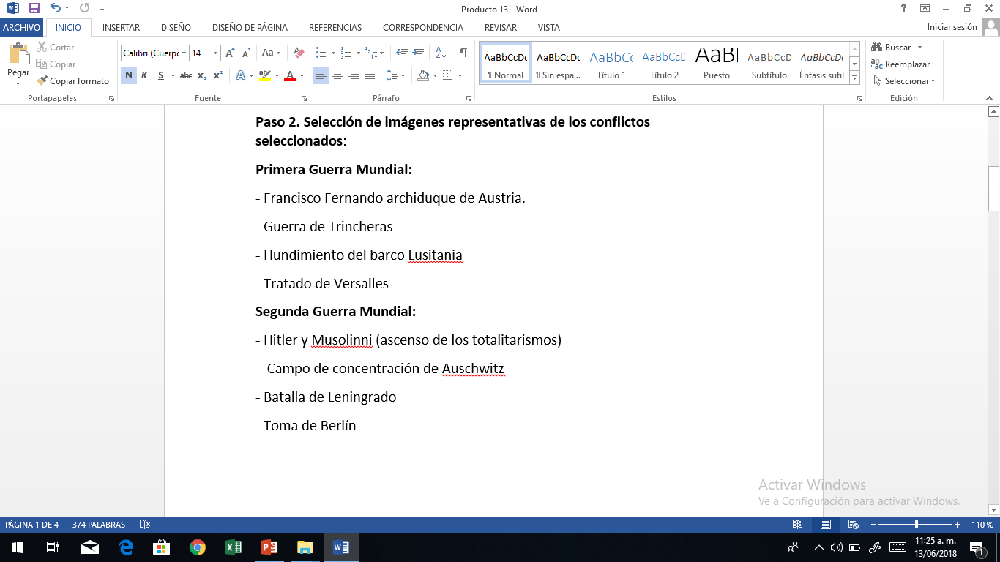 Producto 13 - Word
ARCHIVO INICIO INSERTAR DISEÑO DISEÑO DE PÁGINA REFERENCIAS CORRESPONDENCIA REVISAR VISTA Iniciar sesión
Cortar
Copiar
Copiar formato
Pegar
Portapapeles
Calibri (Cuerpo 14
N K S abc x₂ x²
Fuente
Párrafo
AaBbCcDc AaBbCcDc AaBbCc AaBbCcD AaBl AaBbCcD AaBbCcDc
¶ Normal ¶ Sin espa... Título 1 Título 2 Puesto Subtítulo Énfasis sutil
Estilos
Buscar
Reemplazar
Seleccionar
Edición
Paso 2. Selección de imágenes representativas de los conflictos
seleccionados:
Primera Guerra Mundial:
- Francisco Fernando archiduque de Austria.
- Guerra de Trincheras
- Hundimiento del barco Lusitania
- Tratado de Versalles
Segunda Guerra Mundial:
- Hitler y Musolinni (ascenso de los totalitarismos)
-  Campo de concentración de Auschwitz
- Batalla de Leningrado
- Toma de Berlín
Activar Windows
Ve a Configuración para activar Windows.
PÁGINA 1 DE 4 374 PALABRAS 110 %
11:25 a. m.
13/06/2018